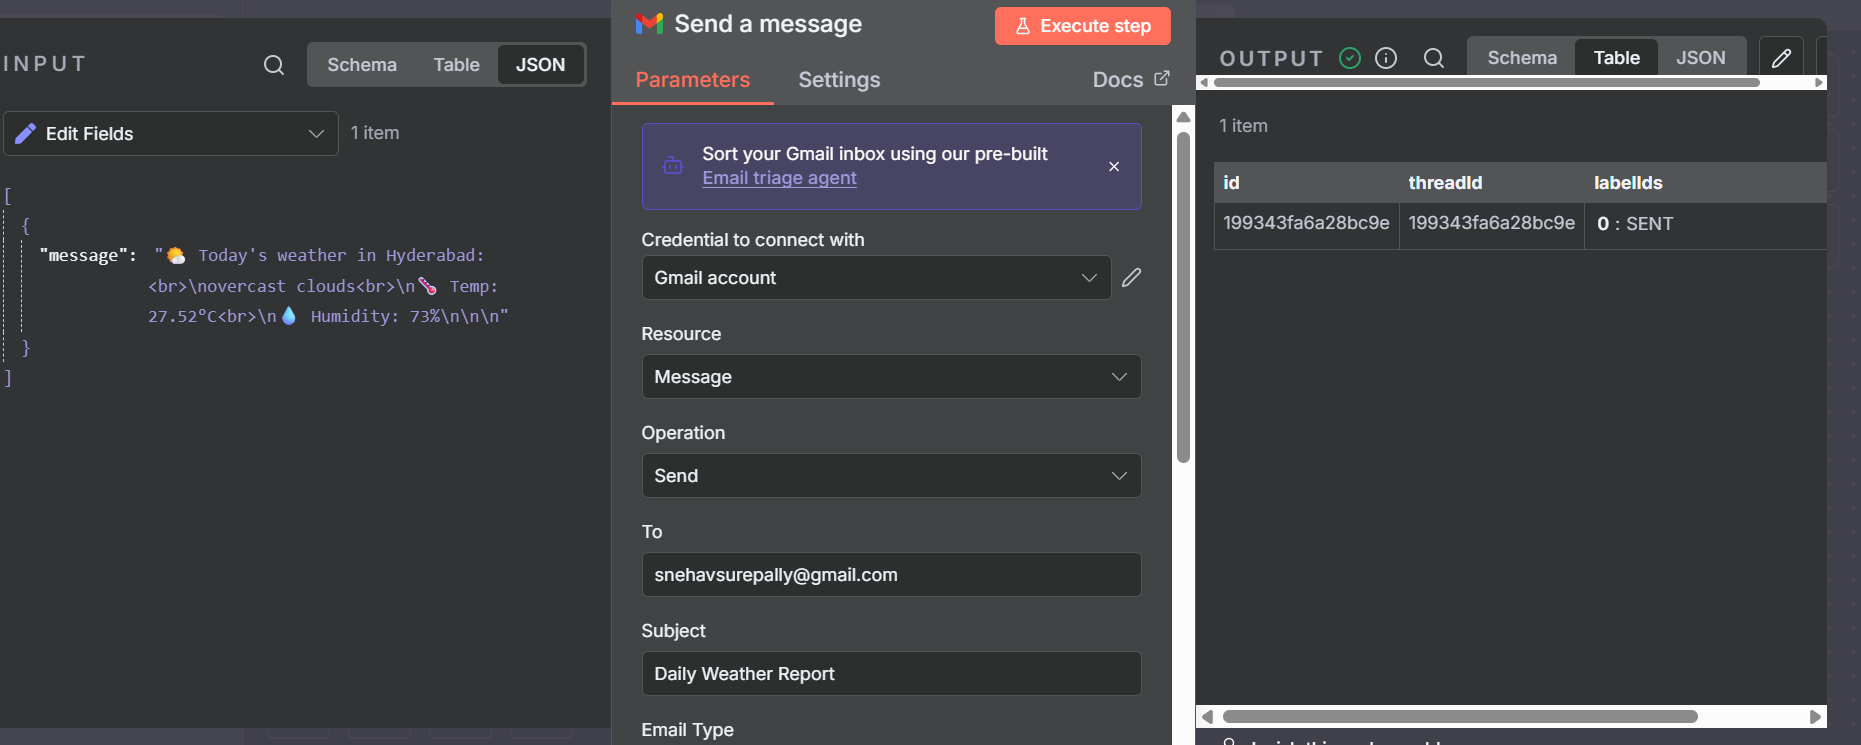 INPUT
Schema
Table
JSON
Edit Fields
1 item
[
{
"message": "🌤️ Today's weather in Hyderabad:
<br>\novercast clouds<br>\n🌡️ Temp:
27.52°C<br>\n💧 Humidity: 73%\n\n\n"
}
]
Send a message
Execute step
Parameters
Settings
Docs
Sort your Gmail inbox using our pre-built
Email triage agent
Credential to connect with
Gmail account
Resource
Message
Operation
Send
To
snehavsurepally@gmail.com
Subject
Daily Weather Report
Email Type
OUTPUT
Schema
Table
JSON
1 item
id threadId labelIds
199343fa6a28bc9e 199343fa6a28bc9e 0 : SENT